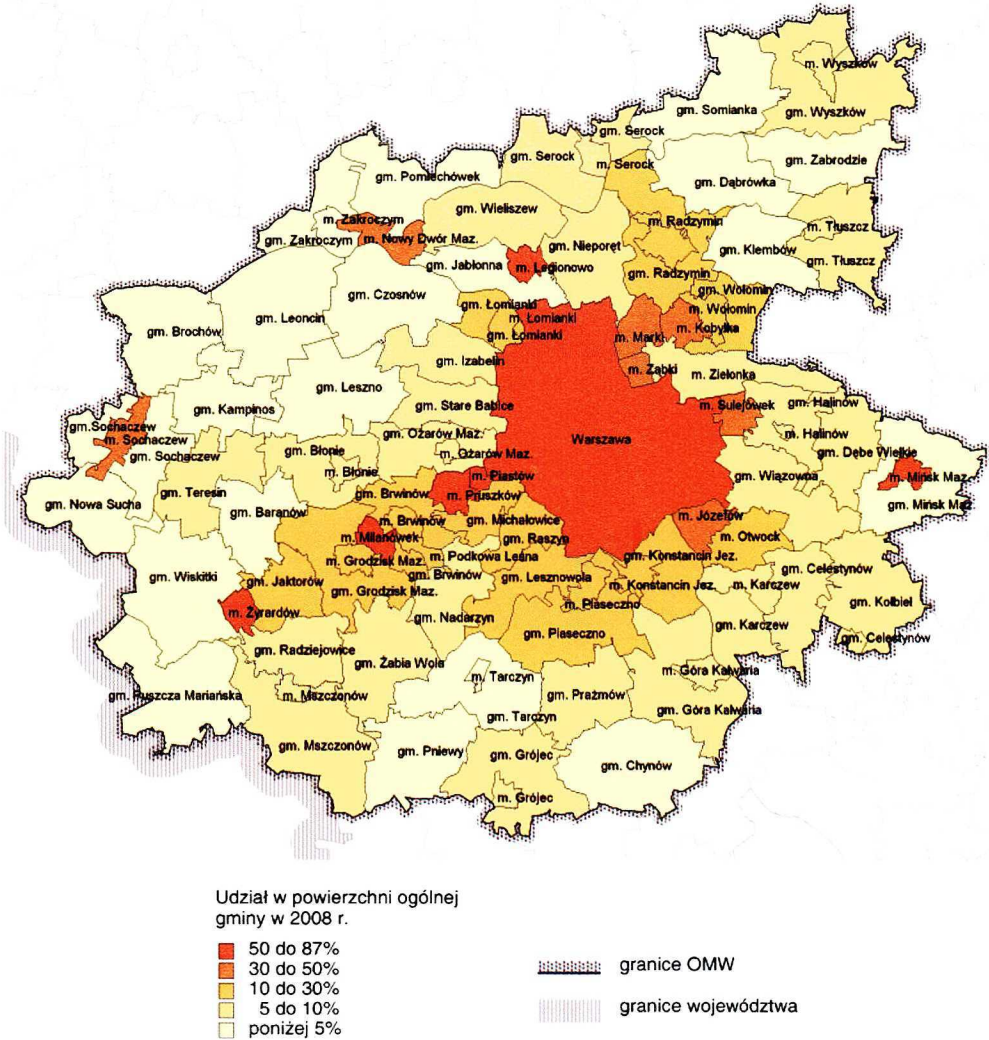 m. Wyszków
gm. Somianka
gm. Wyszków
gm. Serock
gm. Serock
m. Serock
gm. Zabrodzie
gm. Pomiechówek
gm. Dąbrówka
gm. Wieliszew
m. Zakroczym
m. Radzymin
m. Tłuszcz
gm. Zakroczym
m. Nowy Dwór Maz.
gm. Nieporęt
gm. Klembów
gm. Tłuszcz
gm. Jabłonna
m. Legionowo
gm. Radzymin
gm. Wołomin
gm. Czosnów
gm. Łomianki
m. Wołomin
gm. Leoncin
m. Łomianki
gm. Brochów
gm. Łomianki
m. Marki
m. Kobyłka
gm. Izabelin
m. Ząbki
m. Zielonka
gm. Leszno
gm. Kampinos
gm. Stare Babice
m. Sulejówek
gm. Halinów
gm. Sochaczew
m. Sochaczew
gm. Ożarów Maz.
Warszawa
m. Halinów
gm. Sochaczew
gm. Błonie
m. Ożarów Maz.
gm. Dębe Wielkie
m. Błonie
m. Piastów
gm. Wiązowna
m. Mińsk Maz.
gm. Teresin
gm. Brwinów
m. Pruszków
gm. Nowa Sucha
gm. Baranów
gm. Mińsk Maz.
m. Brwinów
gm. Michałowice
m. Józefów
m. Milanówek
gm. Raszyn
m. Otwock
m. Grodzisk Maz.
m. Podkowa Leśna
gm. Konstancin Jez.
gm. Wiskitki
gm. Jaktorów
gm. Brwinów
gm. Lesznowola
gm. Celestynów
gm. Grodzisk Maz.
m. Konstancin Jez.
m. Karczew
m. Żyrardów
m. Piaseczno
gm. Kołbiel
gm. Nadarzyn
gm. Piaseczno
gm. Karczew
gm. Celestynów
gm. Radziejowice
gm. Żabia Wola
m. Tarczyn
m. Góra Kalwaria
gm. Puszcza Mariańska
m. Mszczonów
gm. Prażmów
gm. Góra Kalwaria
gm. Tarczyn
gm. Mszczonów
gm. Pniewy
gm. Grójec
gm. Chynów
m. Grójec
Udział w powierzchni ogólnej
gminy w 2008 r.
50 do 87%
30 do 50%
10 do 30%
5 do 10%
poniżej 5%
granice OMW
granice województwa